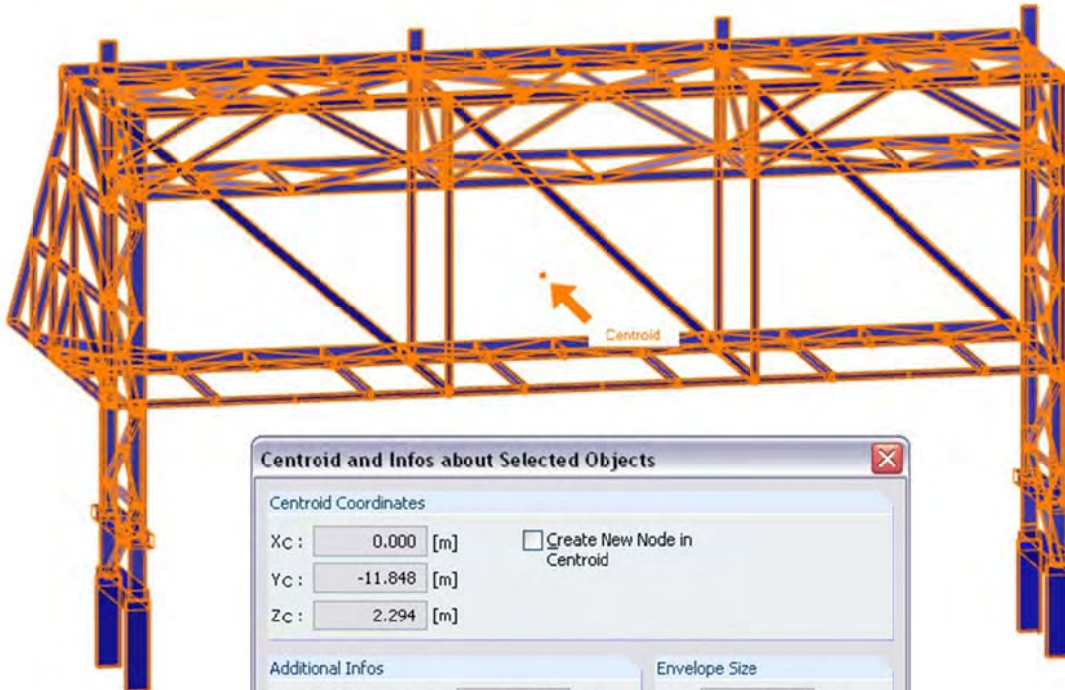 Centroid
Centroid and Infos about Selected Objects
Centroid Coordinates
Xc : 0.000 [m]
Create New Node in
Centroid
Yc : -11.848 [m]
Zc : 2.294 [m]
Additional Infos
Envelope Size